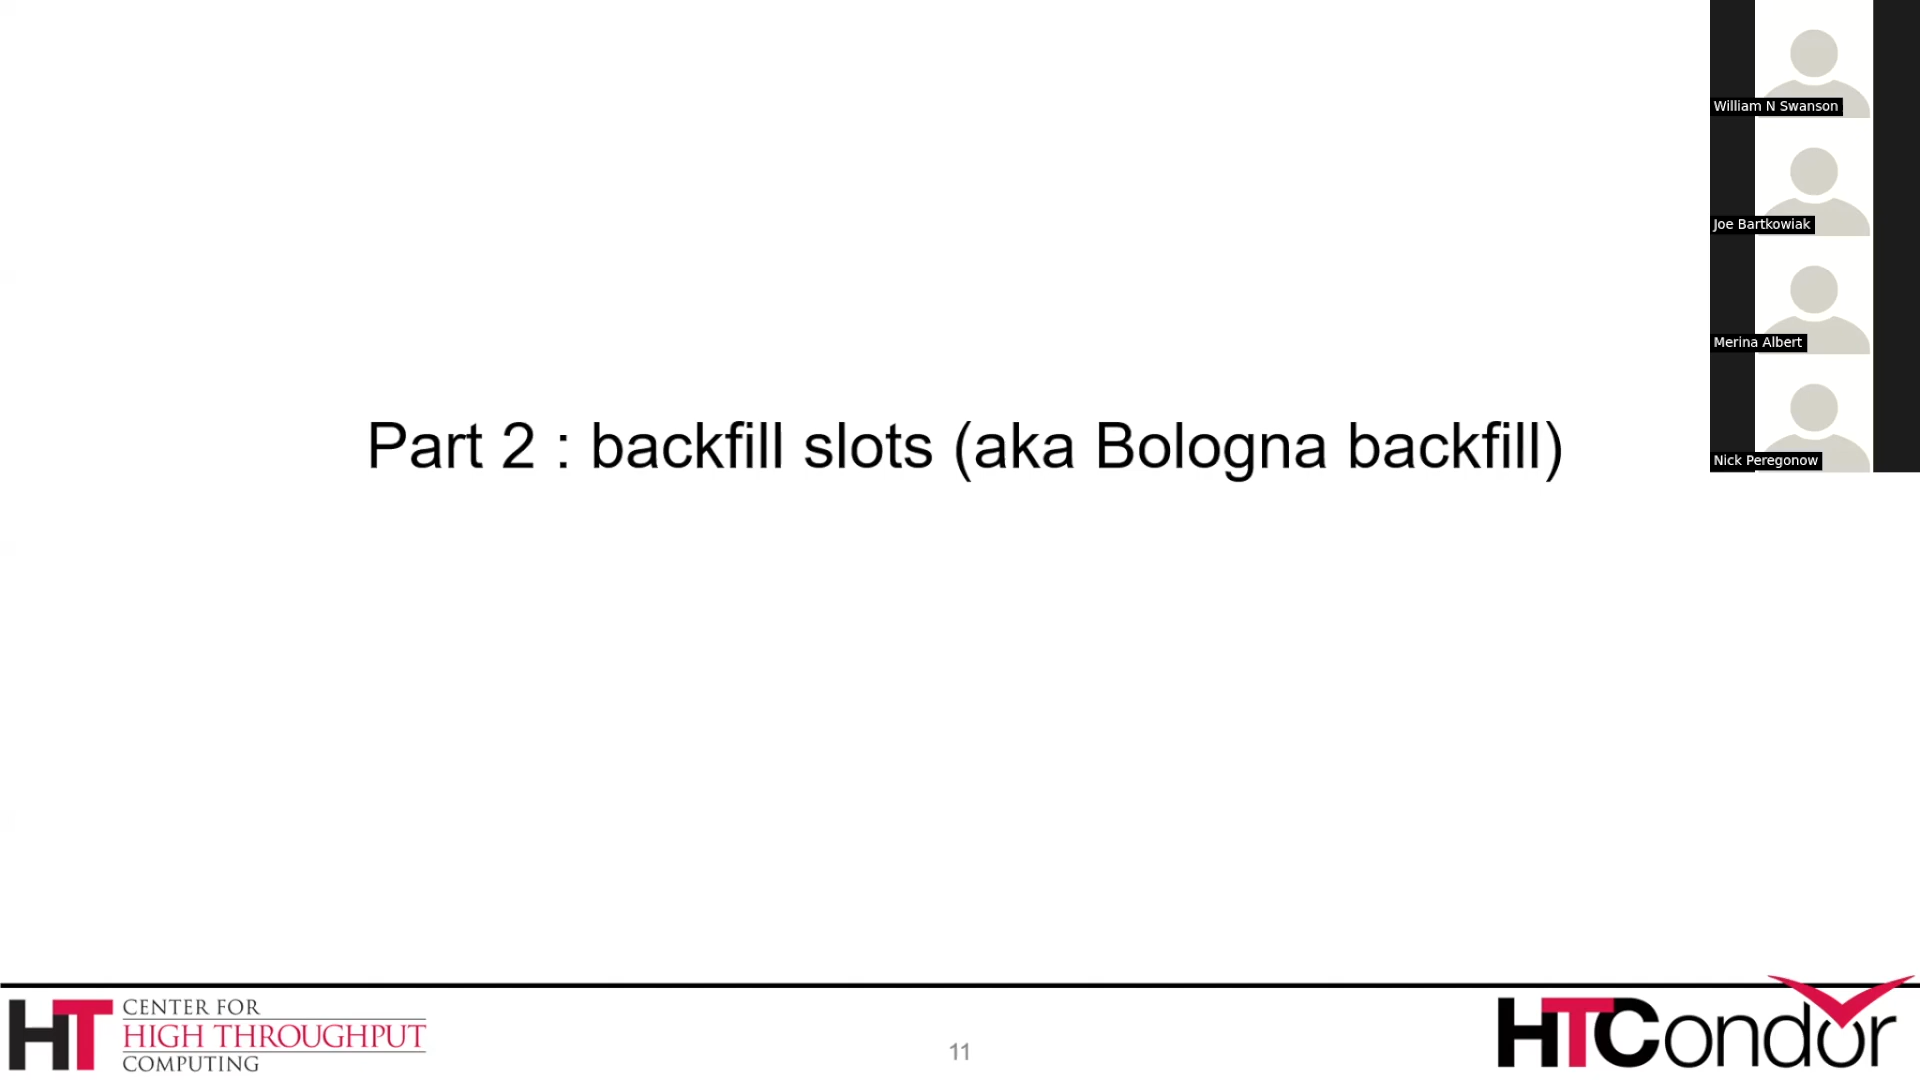 William N Swanson
Joe Bartkowiak
Merina Albert
Nick Peregonow
Part 2 : backfill slots (aka Bologna backfill)
HT CENTER FOR
HIGH THROUGHPUT
COMPUTING
11
HTCondor